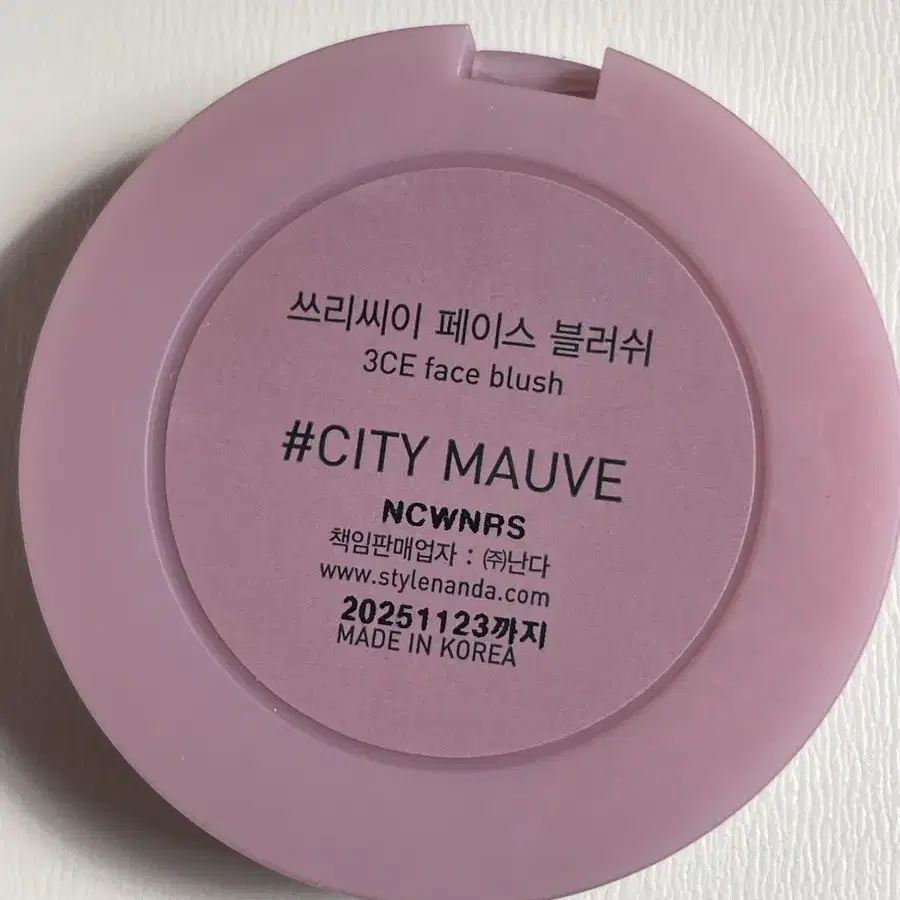 쓰리씨이 페이스 블러쉬
3CE face blush
#CITY MAUVE
NCWNRS
책임판매업자 : ㈜난다
www.stylenanda.com
20251123까지
MADE IN KOREA